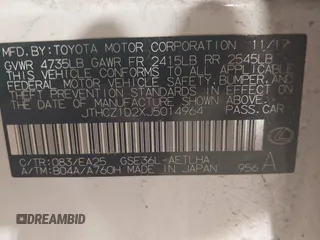 MFD. BY: TOYOTA MOTOR CORPORATION 11/17
GVWR 4735LB GAWR FR 2415LB RR 2545LB
THIS VEHICLE CONFORMS TO ALL APPLICABLE
FEDERAL MOTOR VEHICLE SAFETY, BUMPER, AND
THEFT PREVENTION STANDARDS IN EFFECT ON
THE DATE OF MANUFACTURE SHOWN ABOVE.
JTHCZ1D2XJ5014964 PASS.CAR
C/TR: 083/EA25 GSE36L-AETLHA
A/TM: B04A/A760H MADE IN JAPAN 956 A
© DREAMBID.COM